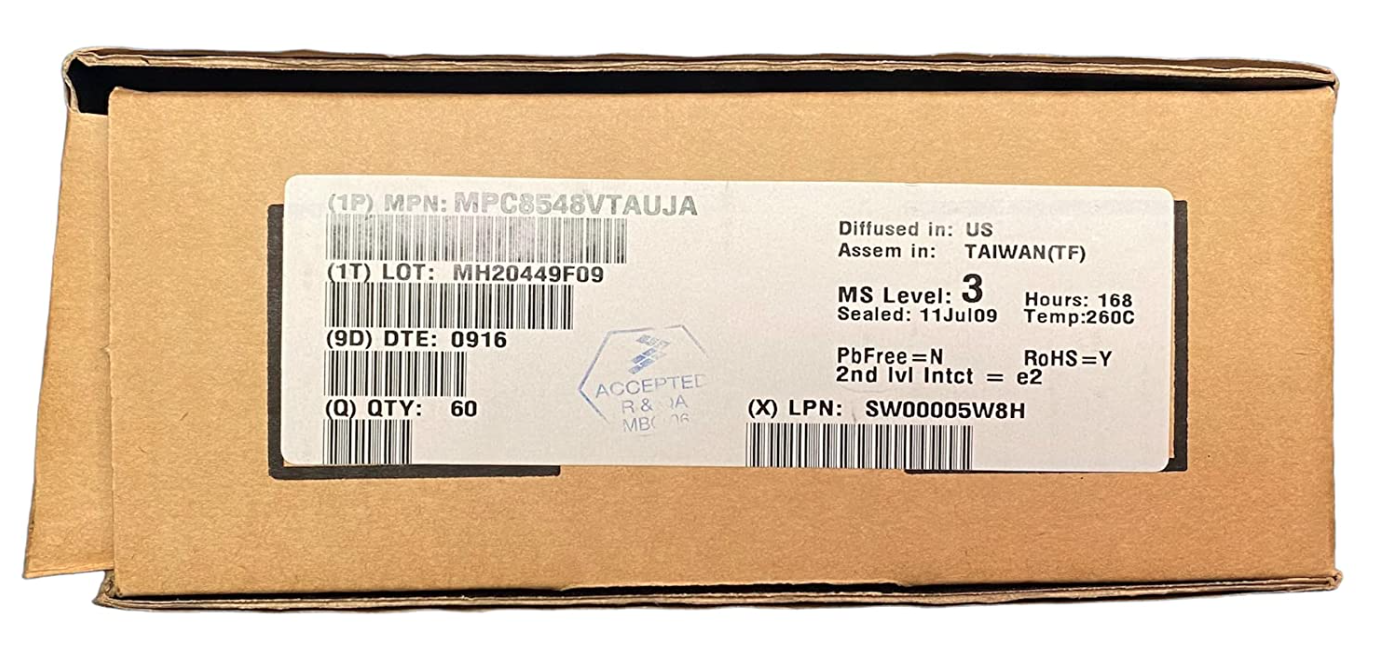 (1P) MPN: MPC8548VTAUJA
(1T) LOT: MH20449F09
(9D) DTE: 0916
(Q) QTY: 60
ACCEPTED
R &
Diffused in: US
Assem in: TAIWAN(TF)
MS Level: 3 Hours: 168
Sealed: 11Jul09 Temp:260C
PbFree=N RoHS=Y
2nd lvl Intct = e2
(X) LPN: SW00005W8H